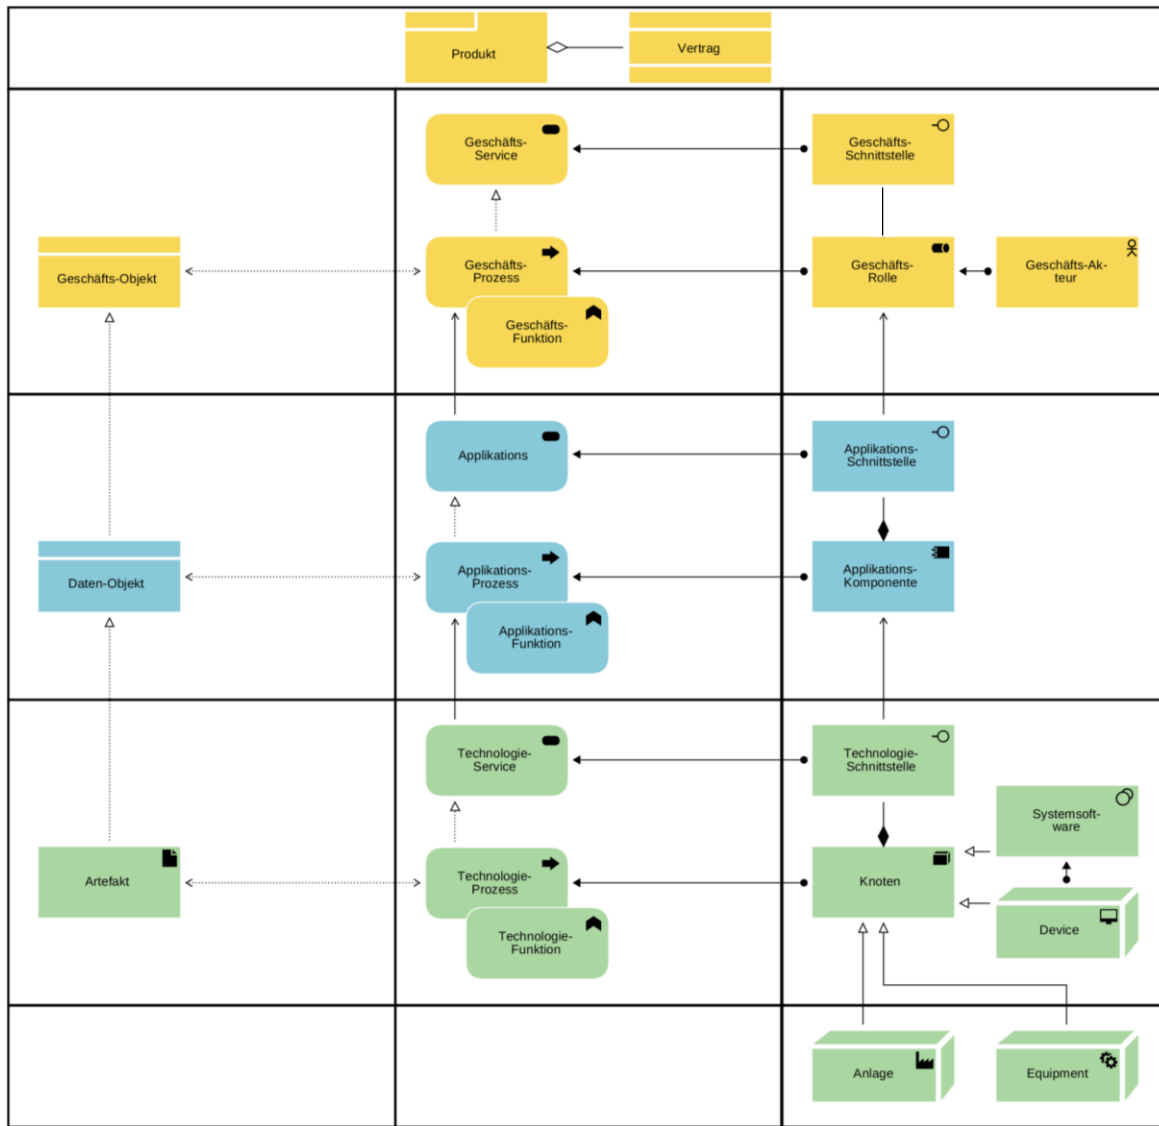 Produkt
Vertrag
Geschäfts-
Service
Geschäfts-
Schnittstelle
Geschäfts-Objekt
Geschäfts-
Prozess
Geschäfts-
Rolle
Geschäfts-Ak-
teur
Geschäfts-
Funktion
Applikations
Applikations-
Schnittstelle
Daten-Objekt
Applikations-
Prozess
Applikations-
Komponente
Applikations-
Funktion
Technologie-
Service
Technologie-
Schnittstelle
Systemsoft-
ware
Artefakt
Technologie-
Prozess
Knoten
Technologie-
Funktion
Device
Anlage
Equipment